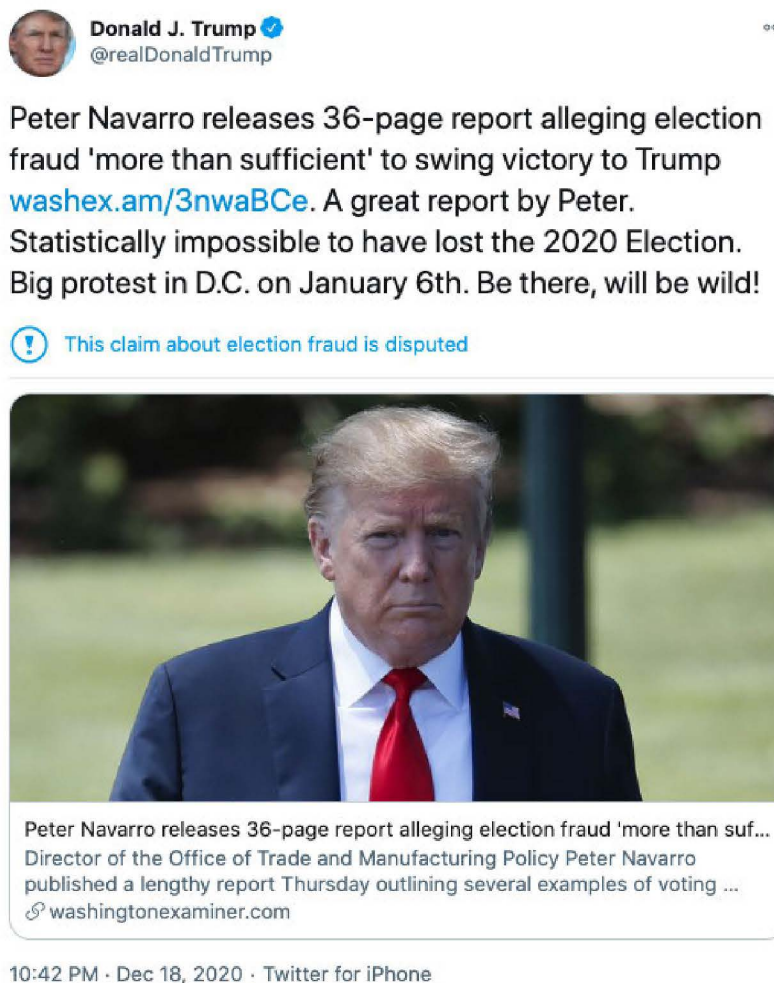 Donald J. Trump
@realDonaldTrump
Peter Navarro releases 36-page report alleging election
fraud 'more than sufficient' to swing victory to Trump
washex.am/3nwaBCe. A great report by Peter.
Statistically impossible to have lost the 2020 Election.
Big protest in D.C. on January 6th. Be there, will be wild!
This claim about election fraud is disputed
Peter Navarro releases 36-page report alleging election fraud 'more than suf...
Director of the Office of Trade and Manufacturing Policy Peter Navarro
published a lengthy report Thursday outlining several examples of voting ...
washingtonexaminer.com
10:42 PM · Dec 18, 2020 · Twitter for iPhone